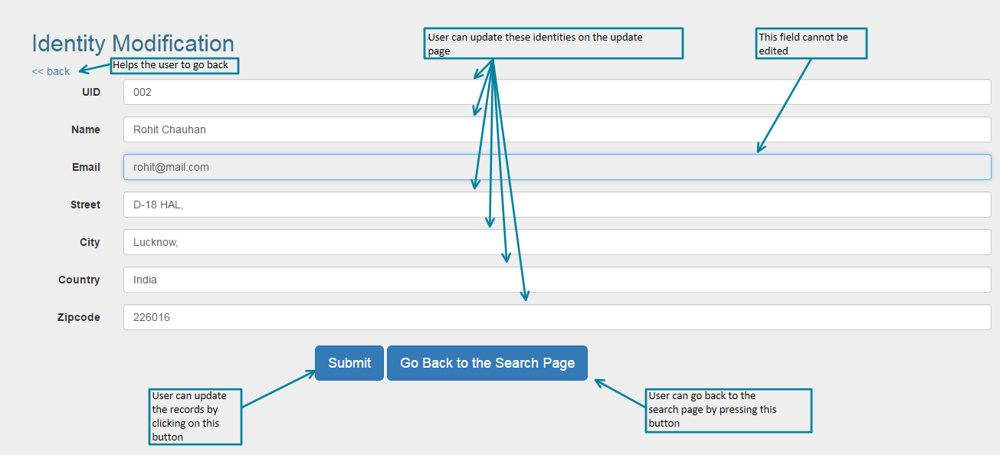 Identity Modification
User can update these identities on the update
page
This field cannot be
edited
<< back
Helps the user to go back
UID
002
Name
Rohit Chauhan
Email
rohit@mail.com
Street
D-18 HAL,
City
Lucknow,
Country
India
Zipcode
226016
Submit
Go Back to the Search Page
User can update
the records by
clicking on this
button
User can go back to the
search page by pressing this
button